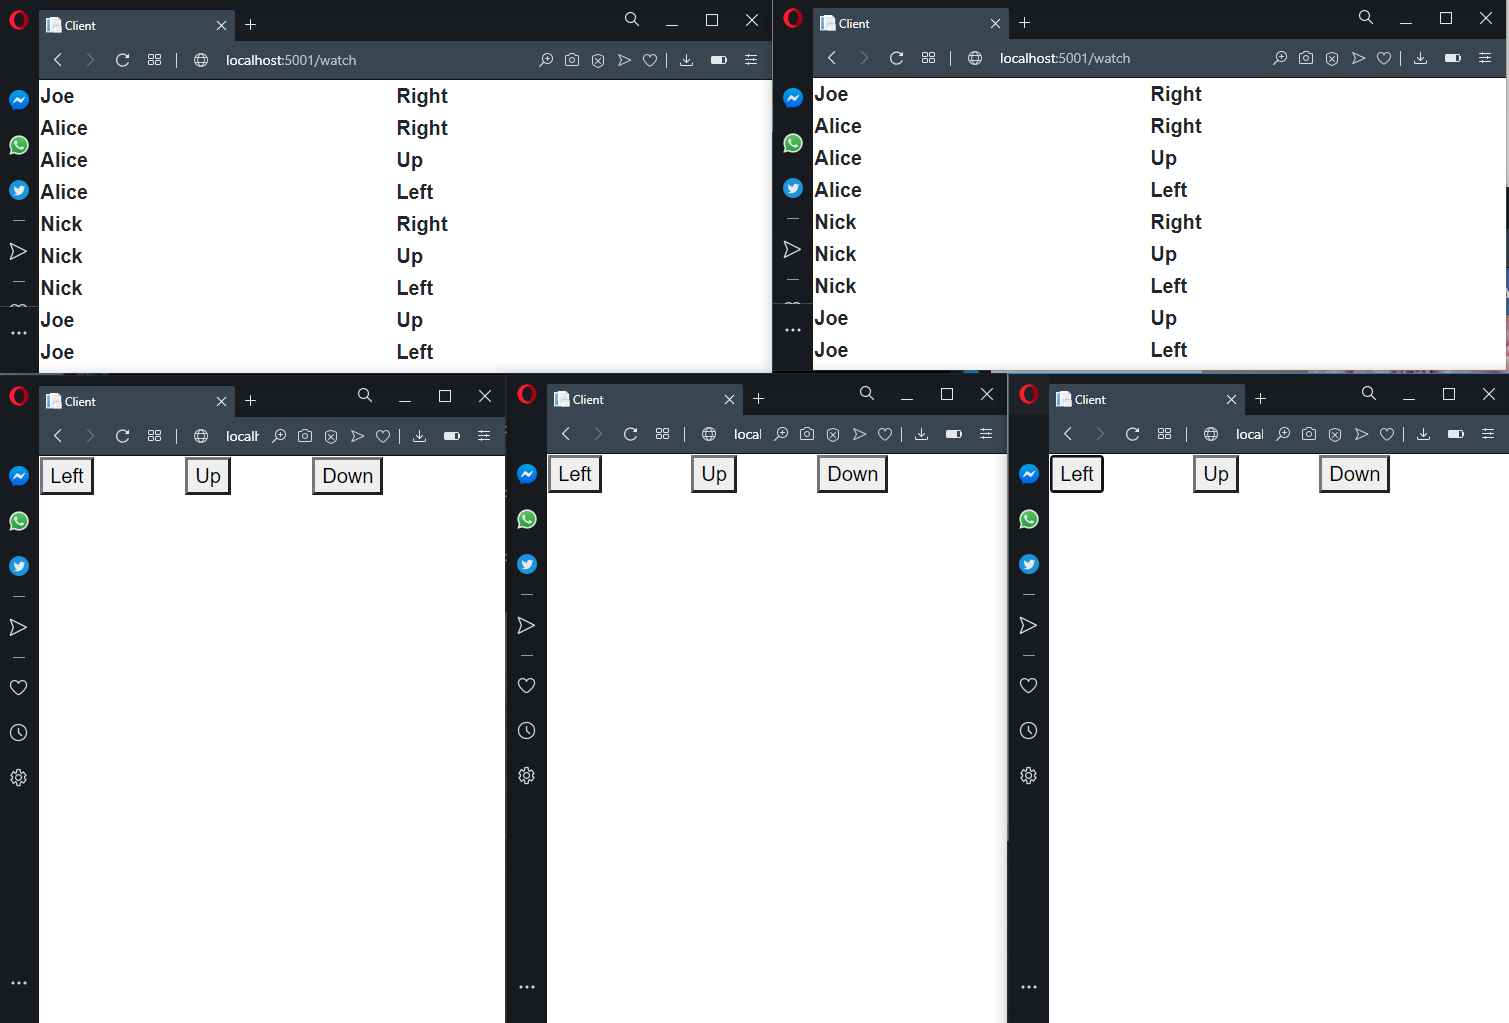 Client
localhost:5001/watch
Joe Right
Alice Right
Alice Up
Alice Left
Nick Right
Nick Up
Nick Left
Joe Up
Joe Left
Client
localhost:5001/watch
Joe Right
Alice Right
Alice Up
Alice Left
Nick Right
Nick Up
Nick Left
Joe Up
Joe Left
Client
localh
Left Up Down
Client
local
Left Up Down
Client
local
Left Up Down